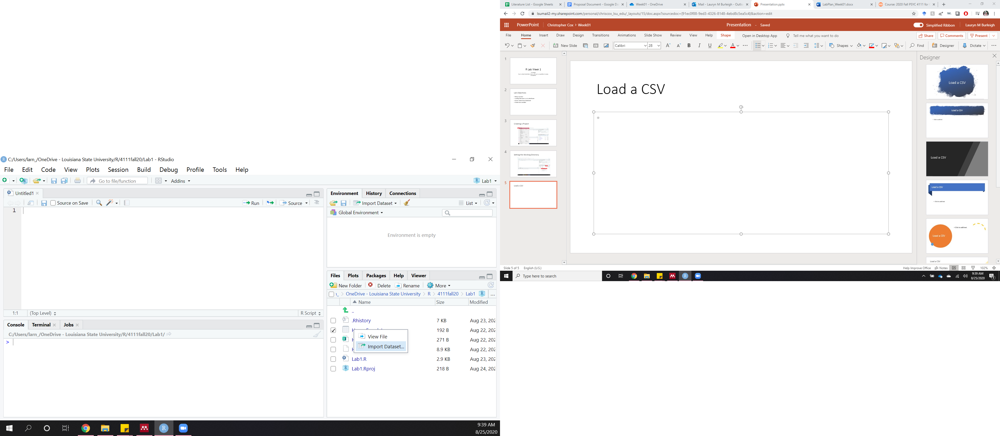 C:/Users/larn_/OneDrive - Louisiana State University/R/4111fall20/Lab1 - RStudio
File Edit Code View Plots Session Build Debug Profile Tools Help
Go to file/function Addins Lab1
Untitled1
Source on Save Run Source
1
1:1 (Top Level) R Script
Console Terminal Jobs
C:/Users/larn_/OneDrive - Louisiana State University/R/4111fall20/Lab1/
>
Environment History Connections
Import Dataset List
Global Environment
Environment is empty
Files Plots Packages Help Viewer
New Folder Delete Rename More
OneDrive - Louisiana State University R 4111fall20 Lab1 ...
Name Size Modified
..
.Rhistory 7 KB Aug 23, 202
192 B Aug 22, 202
View File
271 B Aug 22, 202
Import Dataset...
8.9 KB Aug 22, 202
Lab1.R 2.9 KB Aug 23, 202
Lab1.Rproj 218 B Aug 24, 202
9:39 AM
8/25/2020
Literature List - Google Sheets Proposal Document - Google Do Week01 - OneDrive Mail - Lauryn M Burleigh - Outlo Presentation.pptx LabPlan_Week01.docx Course: 2020 Fall PSYC 4111 for
lsumail2-my.sharepoint.com/personal/chriscox_lsu_edu/_layouts/15/doc.aspx?sourcedoc={91ec0f88-9ed3-4326-8148-4ebd8c5ea5c4}&action=edit
PowerPoint Christopher Cox > Week01 Presentation - Saved Simplified Ribbon Lauryn M Burleigh
File Home Insert Draw Design Transitions Animations Slide Show Review View Help Shape Open in Desktop App Tell me what you want to do Share Comments Present
New Slide Calibri 28 A A B I U A Shapes Find Designer Dictate
1
R Lab Week 1
2
Lab Objectives
3
Creating a Project
4
Setting the Working Directory
5
Load a CSV
Load a CSV
Designer
Load a CSV
Load a CSV
• Click to add text
Load a CSV
Load a CSV
• Click to add text
• Click to add text
Load a CSV
Load a CSV
Slide 5 of 5 English (U.S.) Help Improve Office Notes 102%
Type here to search
9:39 AM
8/25/2020
1